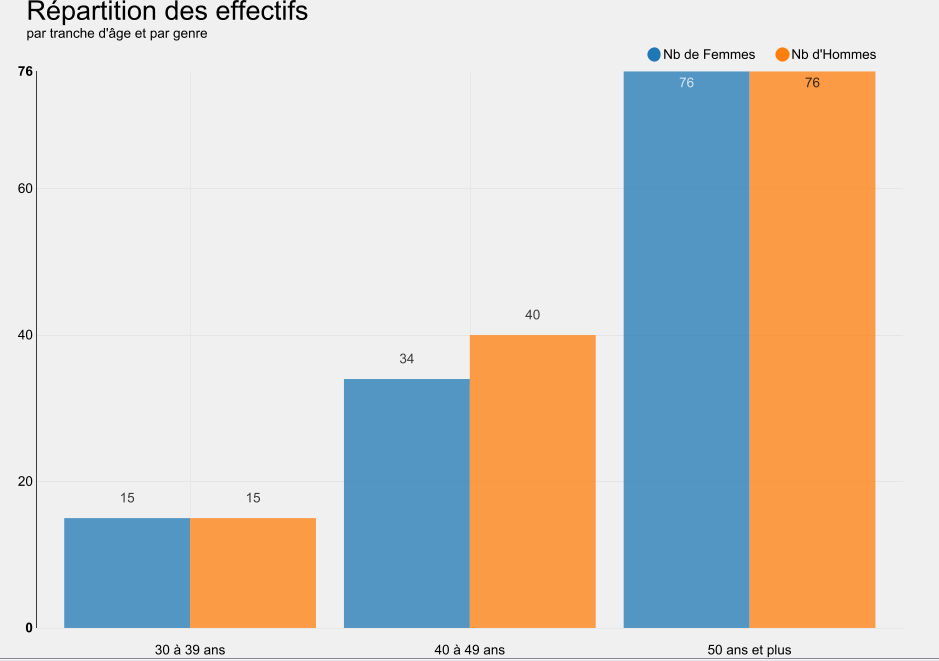 Répartition des effectifs
par tranche d'âge et par genre
Nb de Femmes Nb d'Hommes
76
76 76
60
40
40
34
20
15 15
0
30 à 39 ans 40 à 49 ans 50 ans et plus